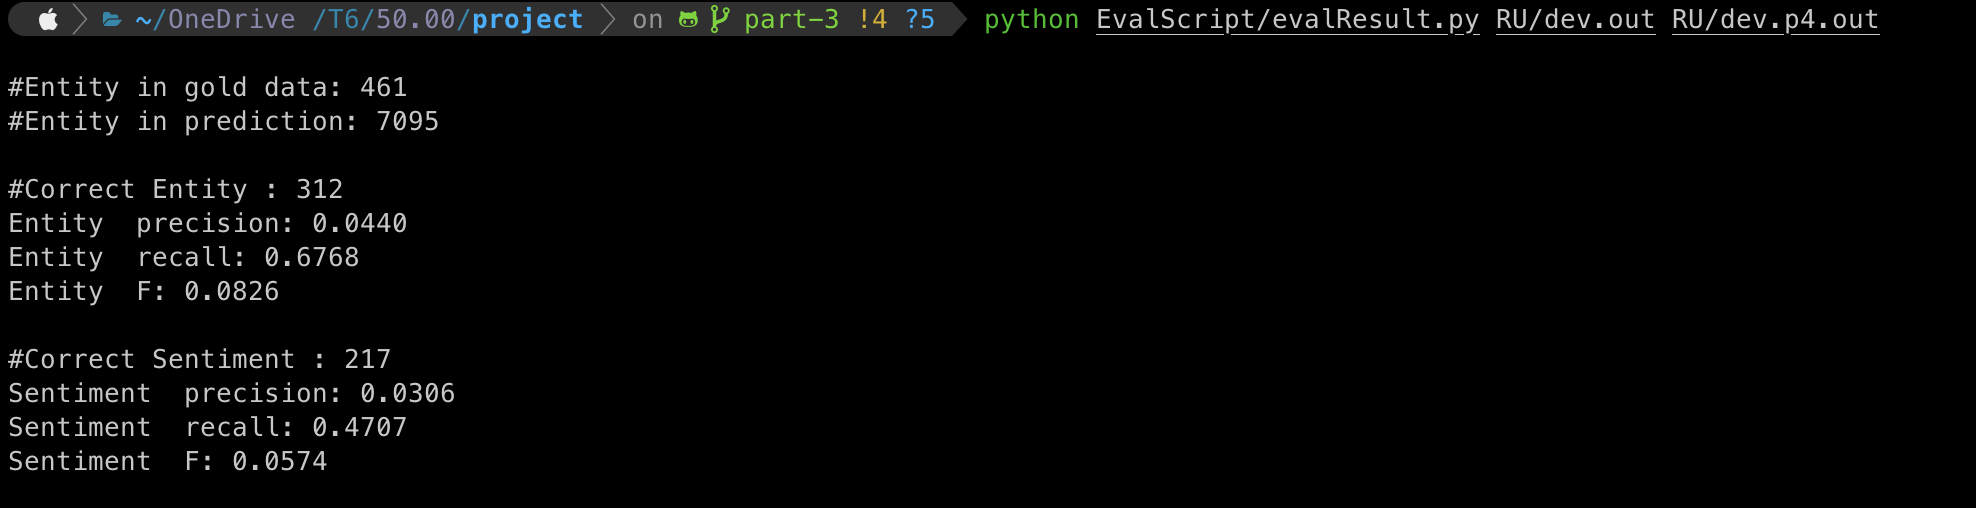 ~/OneDrive /T6/50.00/project on part-3 !4 ?5 python EvalScript/evalResult.py RU/dev.out RU/dev.p4.out
#Entity in gold data: 461
#Entity in prediction: 7095
#Correct Entity : 312
Entity  precision: 0.0440
Entity  recall: 0.6768
Entity  F: 0.0826
#Correct Sentiment : 217
Sentiment  precision: 0.0306
Sentiment  recall: 0.4707
Sentiment  F: 0.0574